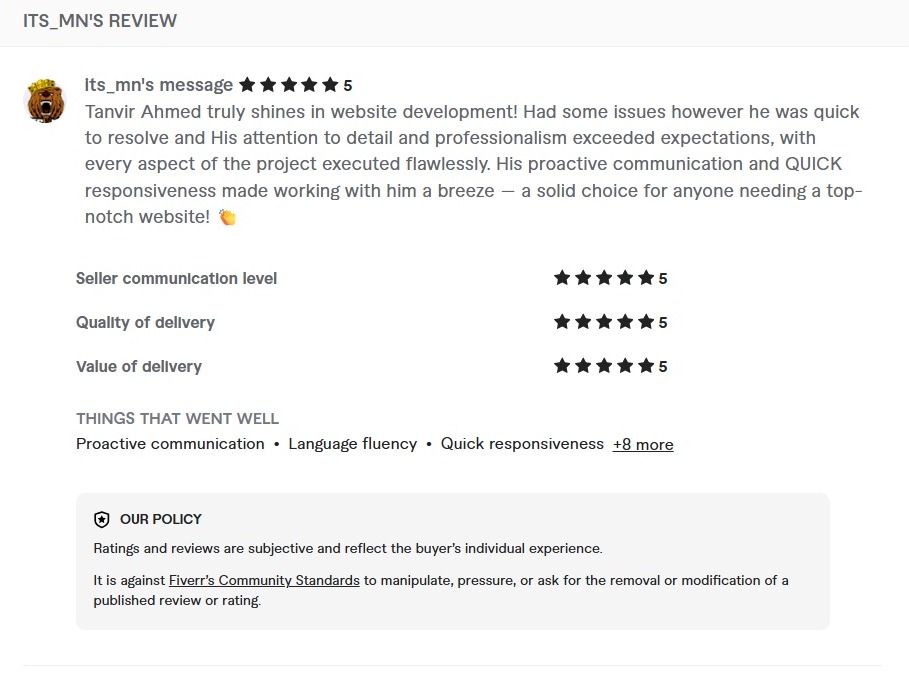 ITS_MN'S REVIEW
Its_mn's message ★★★★★ 5
Tanvir Ahmed truly shines in website development! Had some issues however he was quick
to resolve and His attention to detail and professionalism exceeded expectations, with
every aspect of the project executed flawlessly. His proactive communication and QUICK
responsiveness made working with him a breeze — a solid choice for anyone needing a top-
notch website! 👏
Seller communication level ★★★★★ 5
Quality of delivery ★★★★★ 5
Value of delivery ★★★★★ 5
THINGS THAT WENT WELL
Proactive communication • Language fluency • Quick responsiveness +8 more
OUR POLICY
Ratings and reviews are subjective and reflect the buyer's individual experience.
It is against Fiverr's Community Standards to manipulate, pressure, or ask for the removal or modification of a
published review or rating.